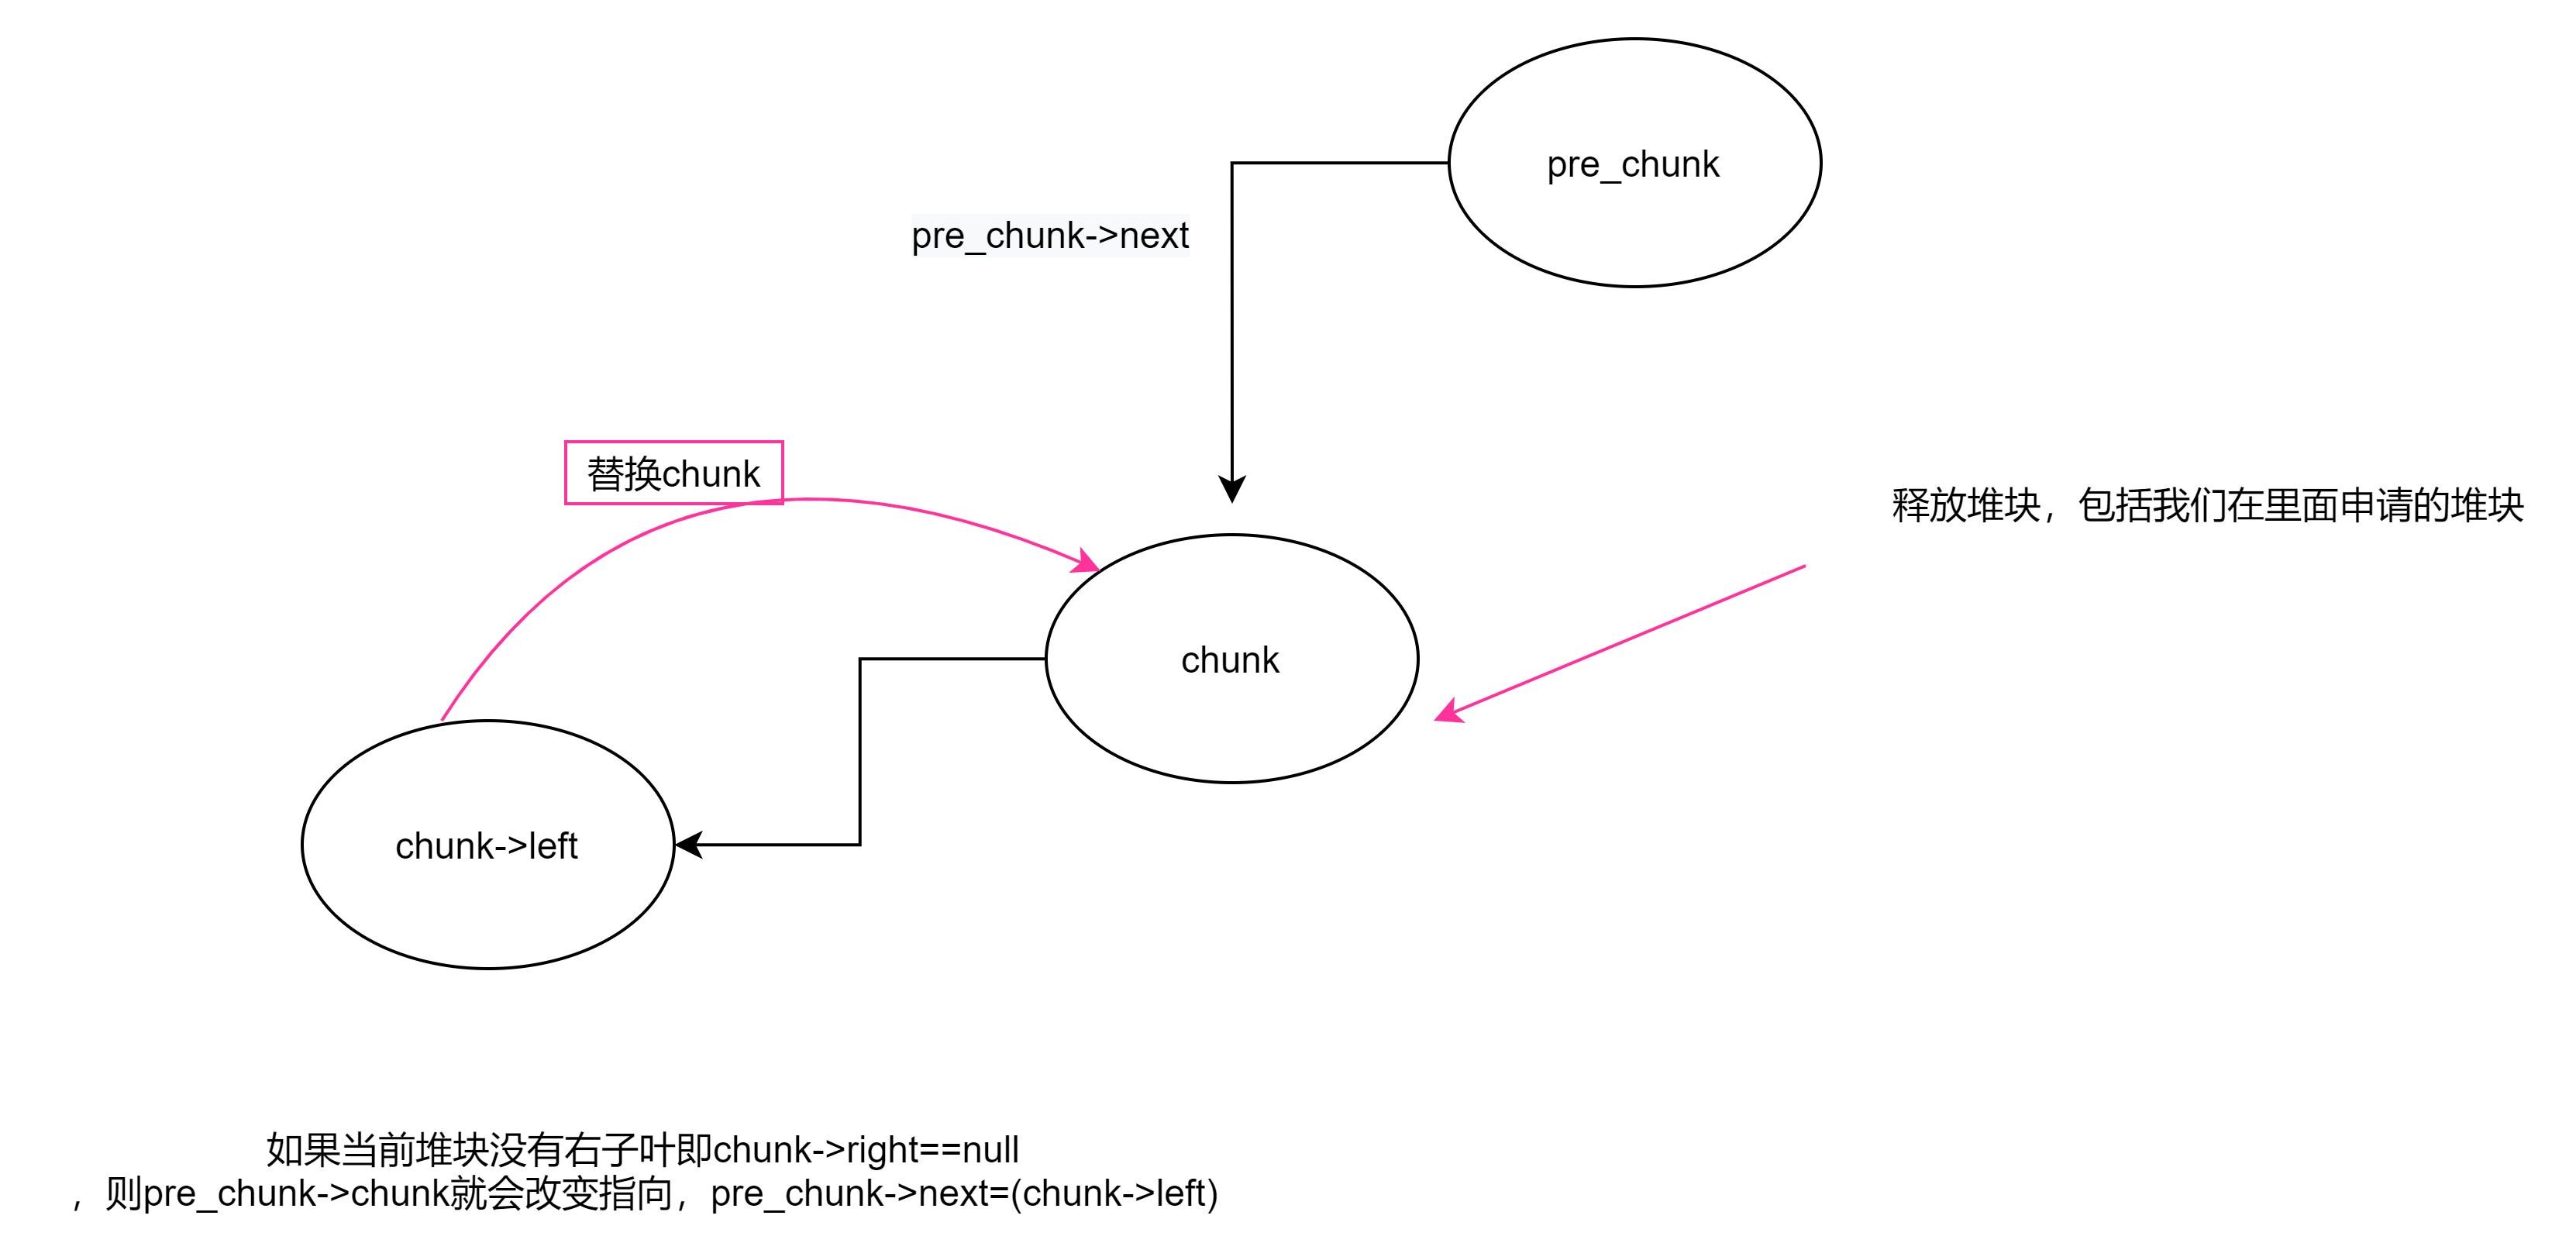 pre_chunk
pre_chunk->next
替换chunk
释放堆块，包括我们在里面申请的堆块
chunk
chunk->left
如果当前堆块没有右子叶即chunk->right==null
，则pre_chunk->chunk就会改变指向，pre_chunk->next=(chunk->left)